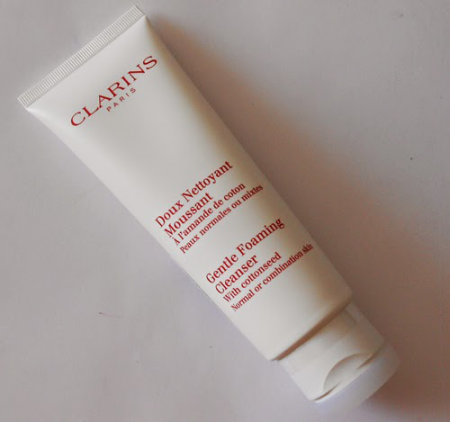 CLARINS
PARIS
Doux Nettoyant
Moussant
À l'amande de coton
Peaux normales ou mixtes
Gentle Foaming
Cleanser
With cottonseed
Normal or combination skin